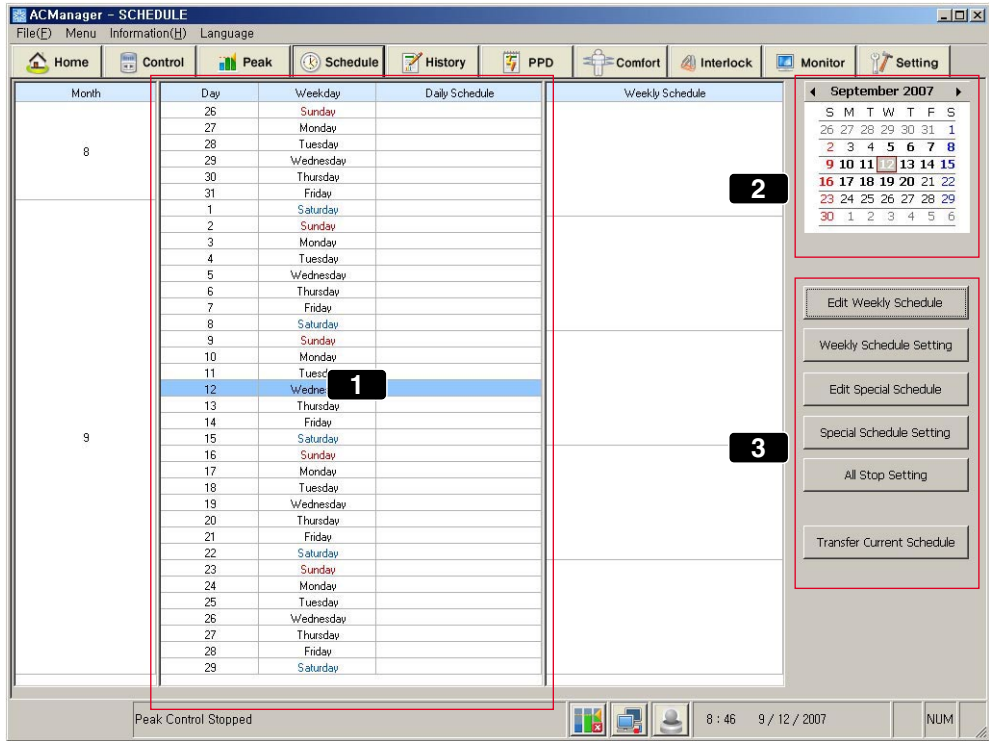 ACManager - SCHEDULE
File(F) Menu Information(H) Language
Home Control Peak Schedule History PPD Comfort Interlock Monitor Setting
Month Day Weekday Daily Schedule Weekly Schedule
8
26 Sunday
27 Monday
28 Tuesday
29 Wednesday
30 Thursday
31 Friday
9
1 Saturday
2 Sunday
3 Monday
4 Tuesday
5 Wednesday
6 Thursday
7 Friday
8 Saturday
9 Sunday
10 Monday
11 Tuesd
12 Wednes
13 Thursday
14 Friday
15 Saturday
16 Sunday
17 Monday
18 Tuesday
19 Wednesday
20 Thursday
21 Friday
22 Saturday
23 Sunday
24 Monday
25 Tuesday
26 Wednesday
27 Thursday
28 Friday
29 Saturday
1
September 2007
S M T W T F S
26 27 28 29 30 31 1
2 3 4 5 6 7 8
9 10 11 12 13 14 15
16 17 18 19 20 21 22
23 24 25 26 27 28 29
30 1 2 3 4 5 6
2
Edit Weekly Schedule
Weekly Schedule Setting
Edit Special Schedule
Special Schedule Setting
All Stop Setting
Transfer Current Schedule
3
Peak Control Stopped 8 : 46 9 / 12 / 2007 NUM